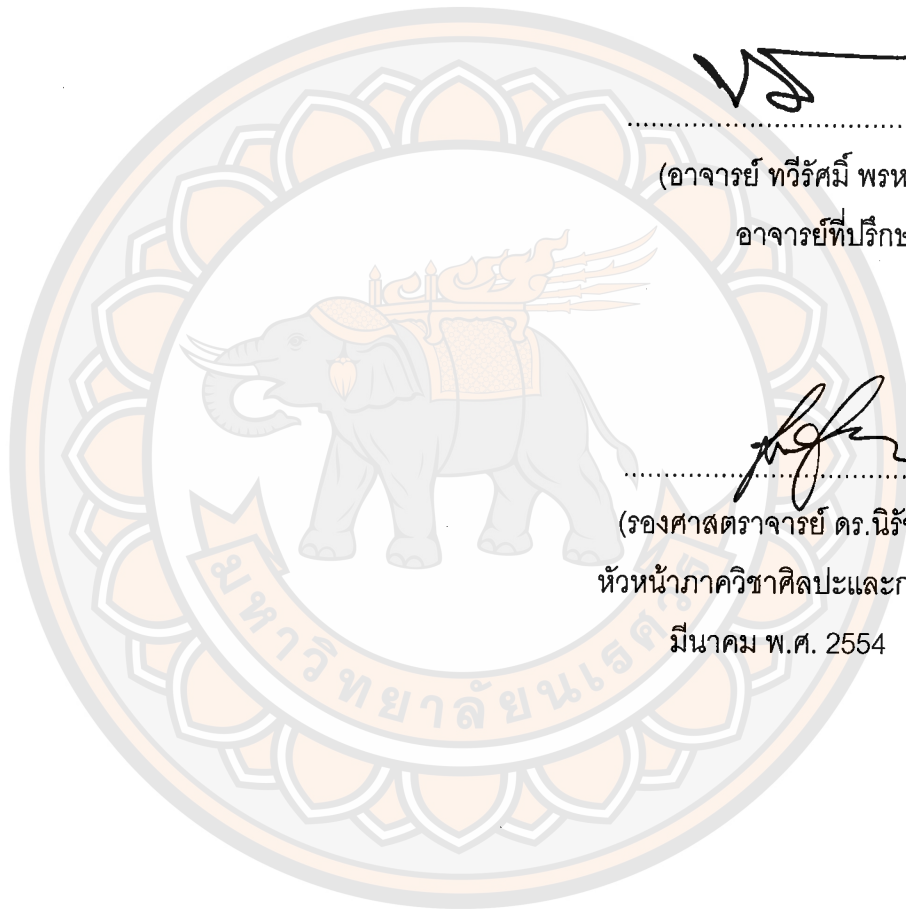 (อาจารย์ ทวีรัศมิ์ พรห
อาจารย์ที่ปรึกษ
(รองศาสตราจารย์ ดร.นิรั
หัวหน้าภาควิชาศิลปะและก
มีนาคม พ.ศ. 2554
มหาวิทยาลัยนเรศวร